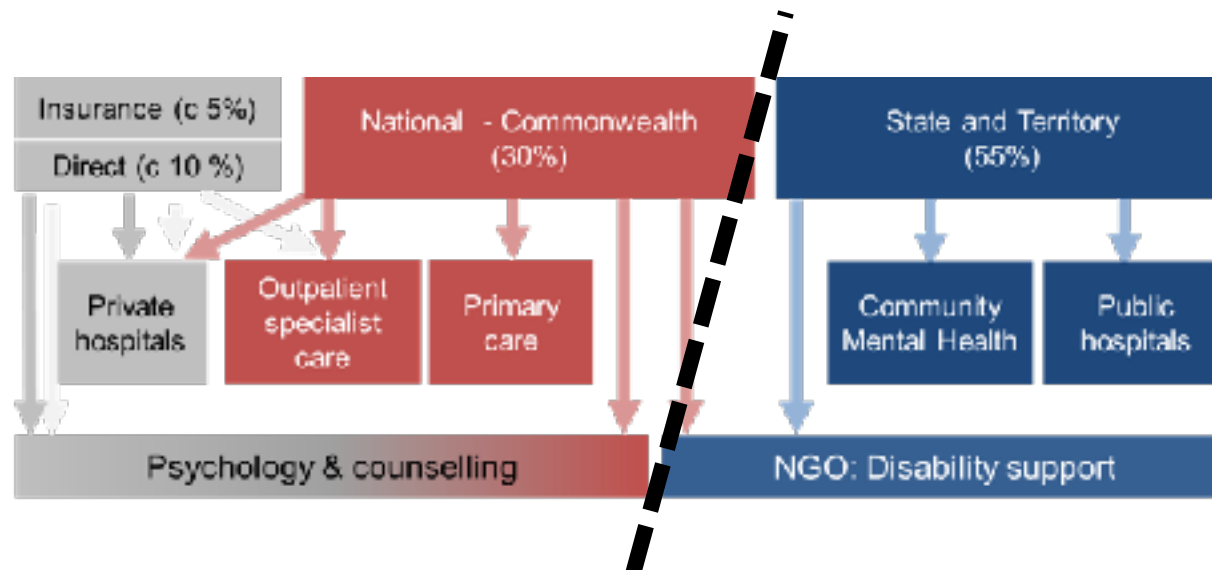 Insurance (c 5%)
Direct (c 10 %)
National - Commonwealth
(30%)
State and Territory
(55%)
Private
hospitals
Outpatient
specialist
care
Primary
care
Community
Mental Health
Public
hospitals
Psychology & counselling
NGO: Disability support